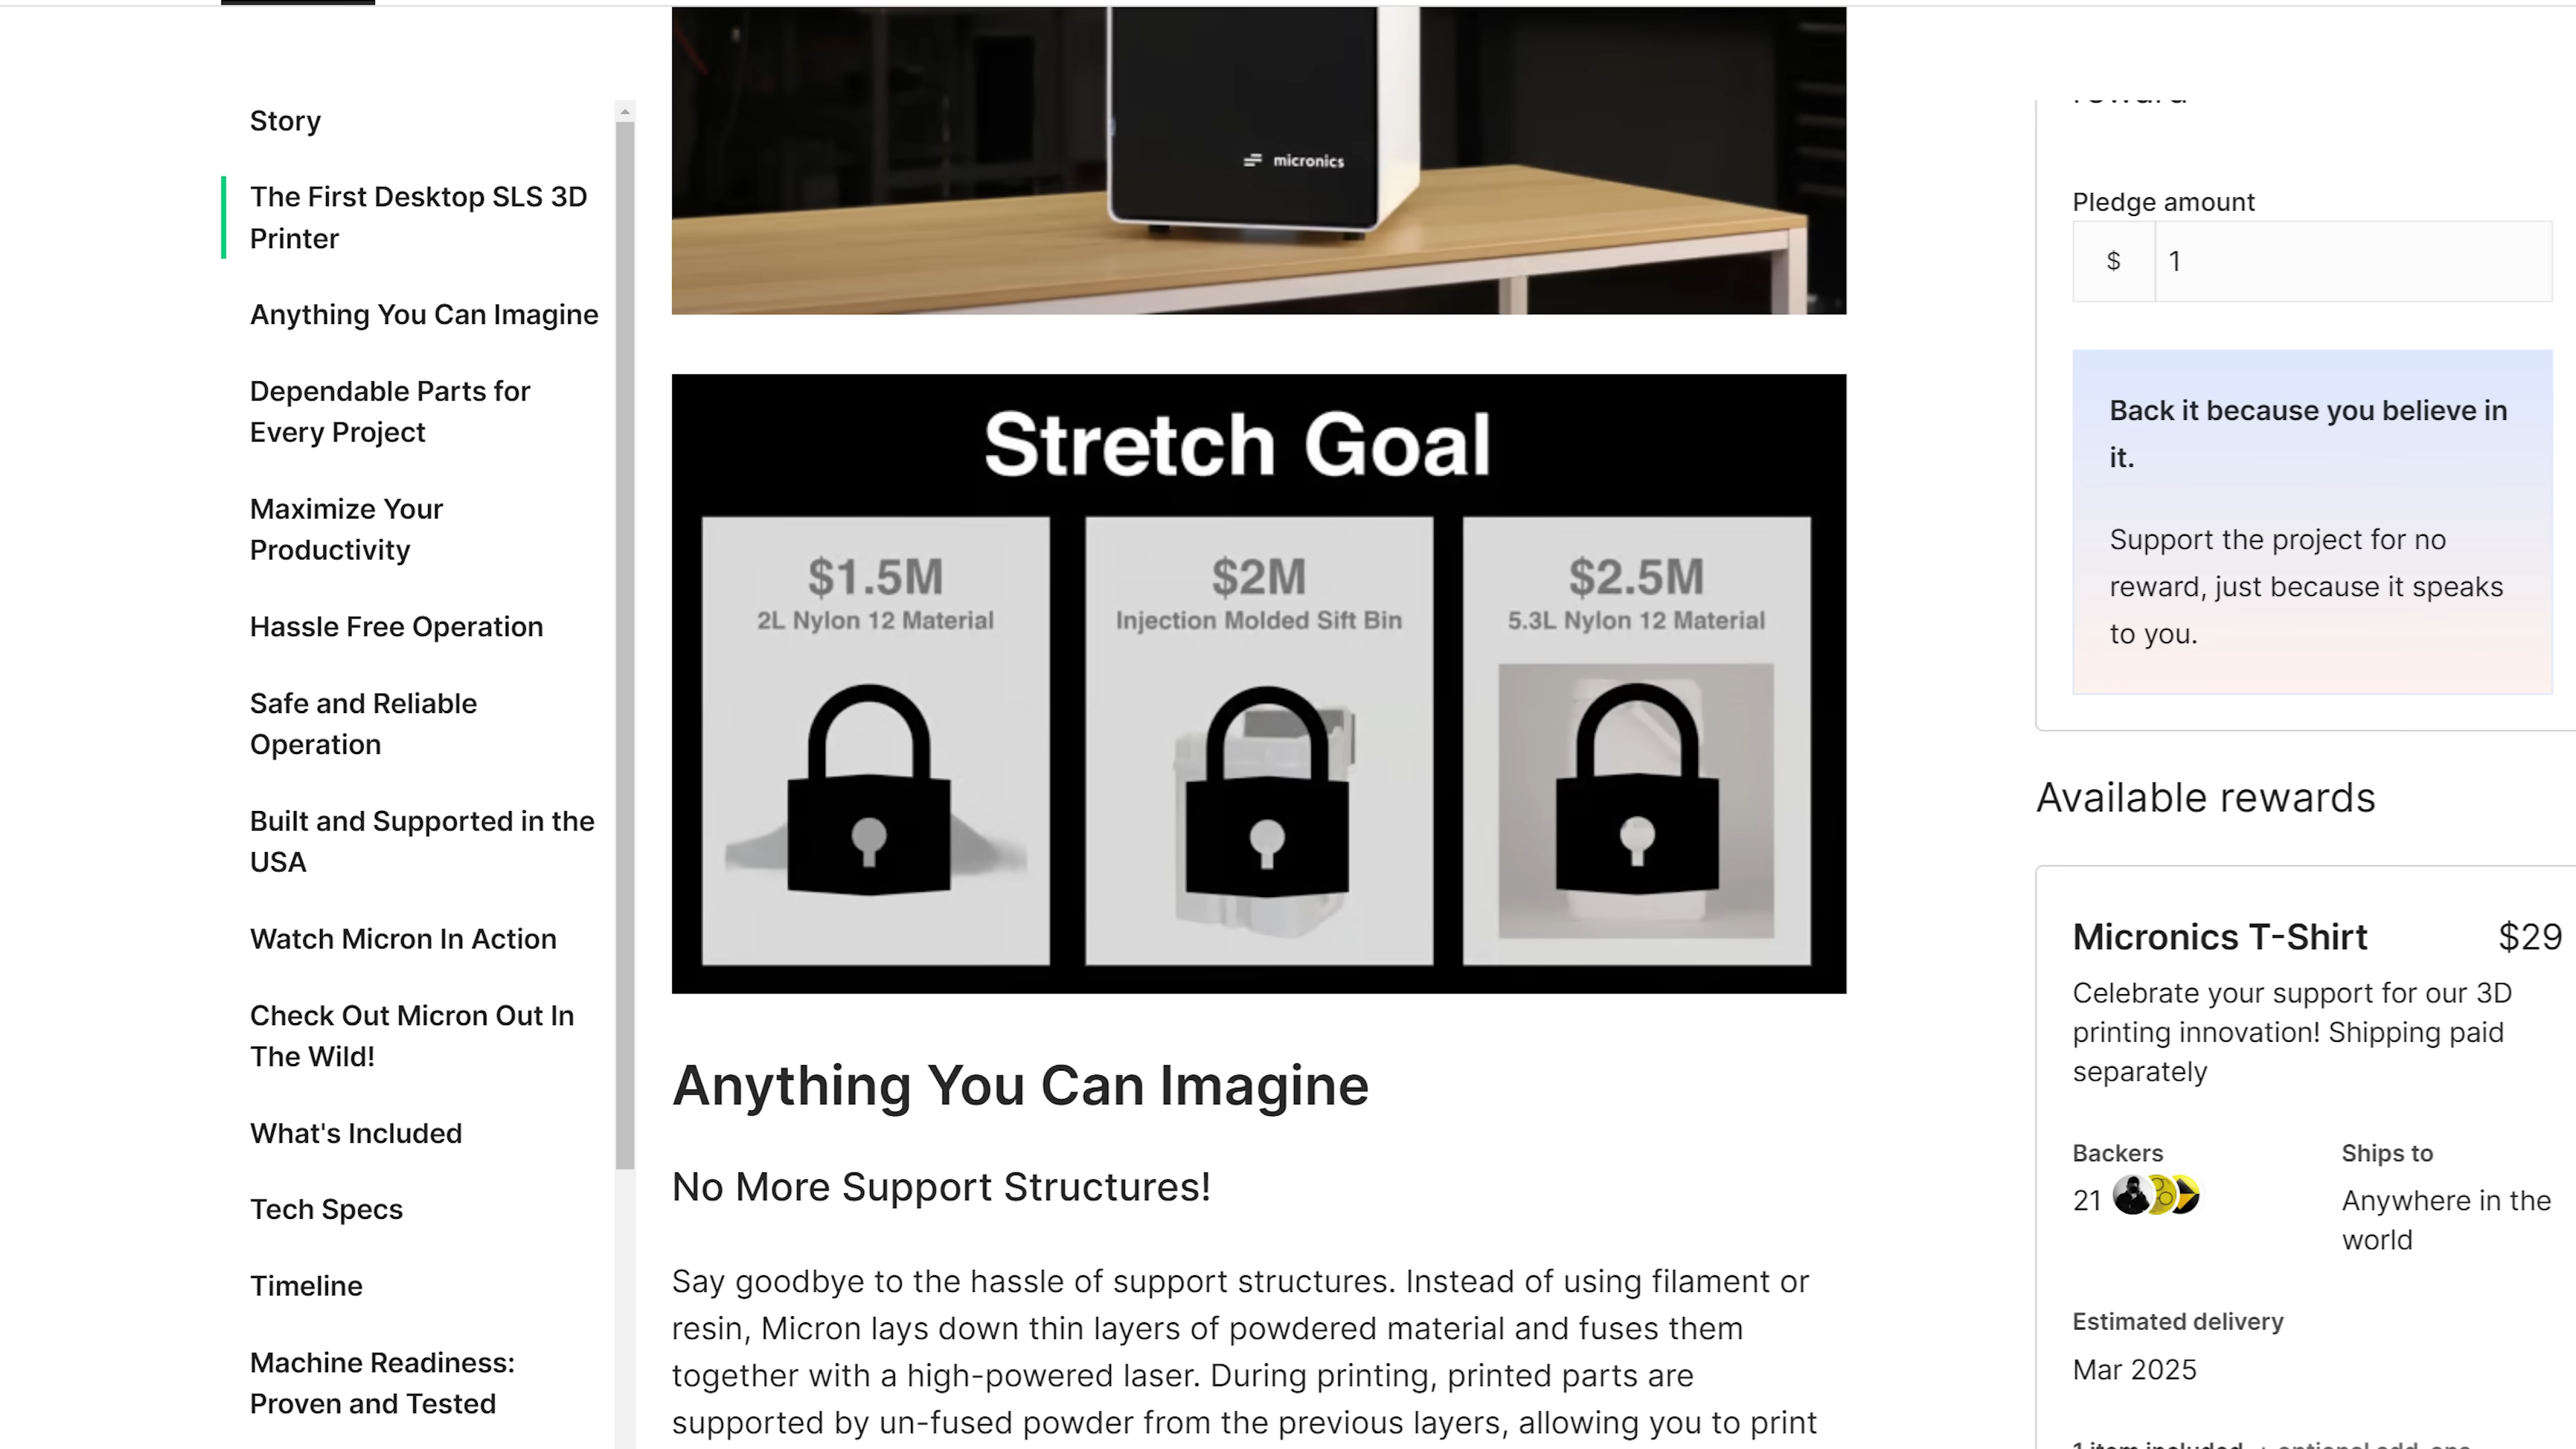 Story
The First Desktop SLS 3D
Printer
Anything You Can Imagine
Dependable Parts for
Every Project
Maximize Your
Productivity
Hassle Free Operation
Safe and Reliable
Operation
Built and Supported in the
USA
Watch Micron In Action
Check Out Micron Out In
The Wild!
What's Included
Tech Specs
Timeline
Machine Readiness:
Proven and Tested
micronics
Stretch Goal
$1.5M
2L Nylon 12 Material
$2M
Injection Molded Sift Bin
$2.5M
5.3L Nylon 12 Material
Anything You Can Imagine
No More Support Structures!
Say goodbye to the hassle of support structures. Instead of using filament or
resin, Micron lays down thin layers of powdered material and fuses them
together with a high-powered laser. During printing, printed parts are
supported by un-fused powder from the previous layers, allowing you to print
Pledge amount
$ 1
Back it because you believe in
it.
Support the project for no
reward, just because it speaks
to you.
Available rewards
Micronics T-Shirt $29
Celebrate your support for our 3D
printing innovation! Shipping paid
separately
Backers
21
Ships to
Anywhere in the
world
Estimated delivery
Mar 2025